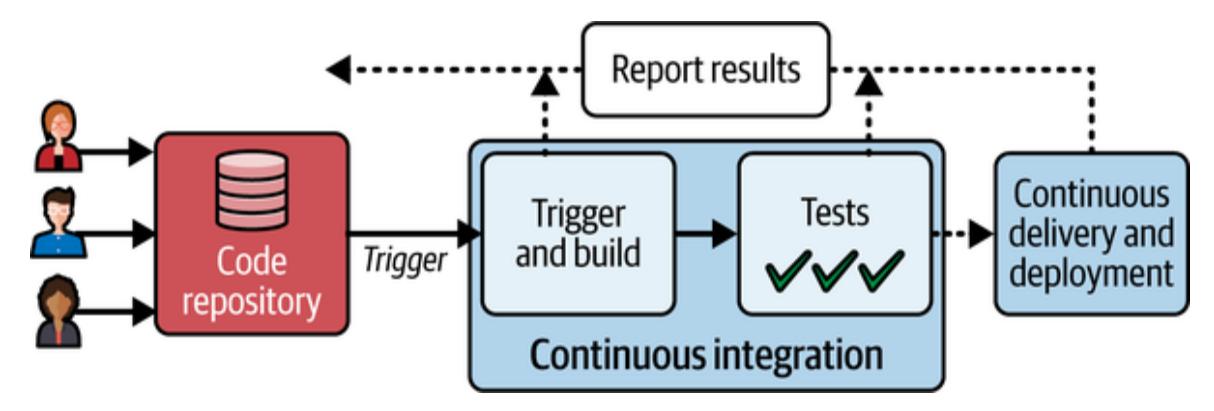 Report results
Code
repository
Trigger
Trigger
and build
Tests
Continuous integration
Continuous
delivery and
deployment